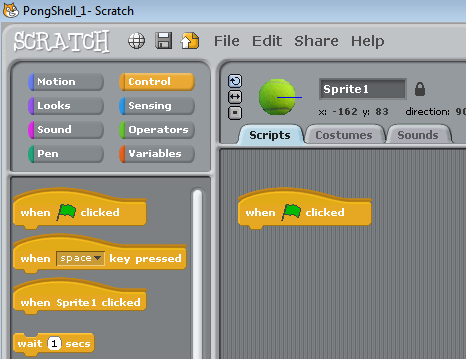 PongShell_1- Scratch
SCRATCH File Edit Share Help
Motion Control
Looks Sensing
Sound Operators
Pen Variables
Sprite1
x: -162 y: 83 direction: 90
Scripts Costumes Sounds
when clicked
when space key pressed
when Sprite1 clicked
wait 1 secs
when clicked